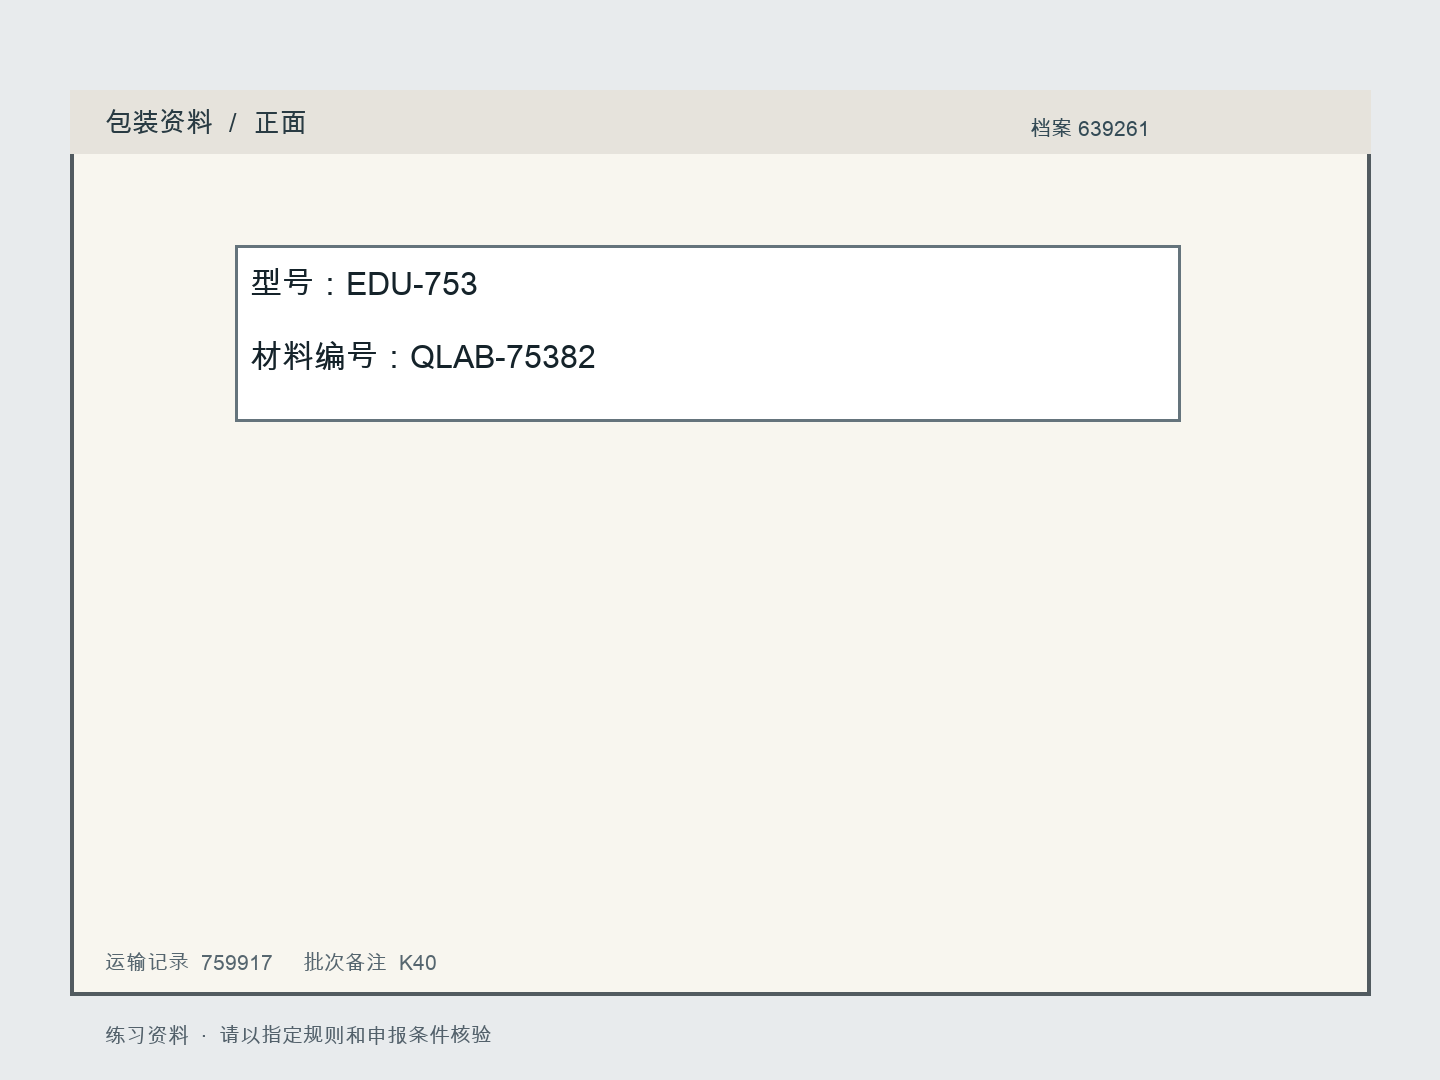 包装资料 / 正面
档案 639261
型号：EDU-753
材料编号：QLAB-75382
运输记录 759917 批次备注 K40
练习资料 · 请以指定规则和申报条件核验